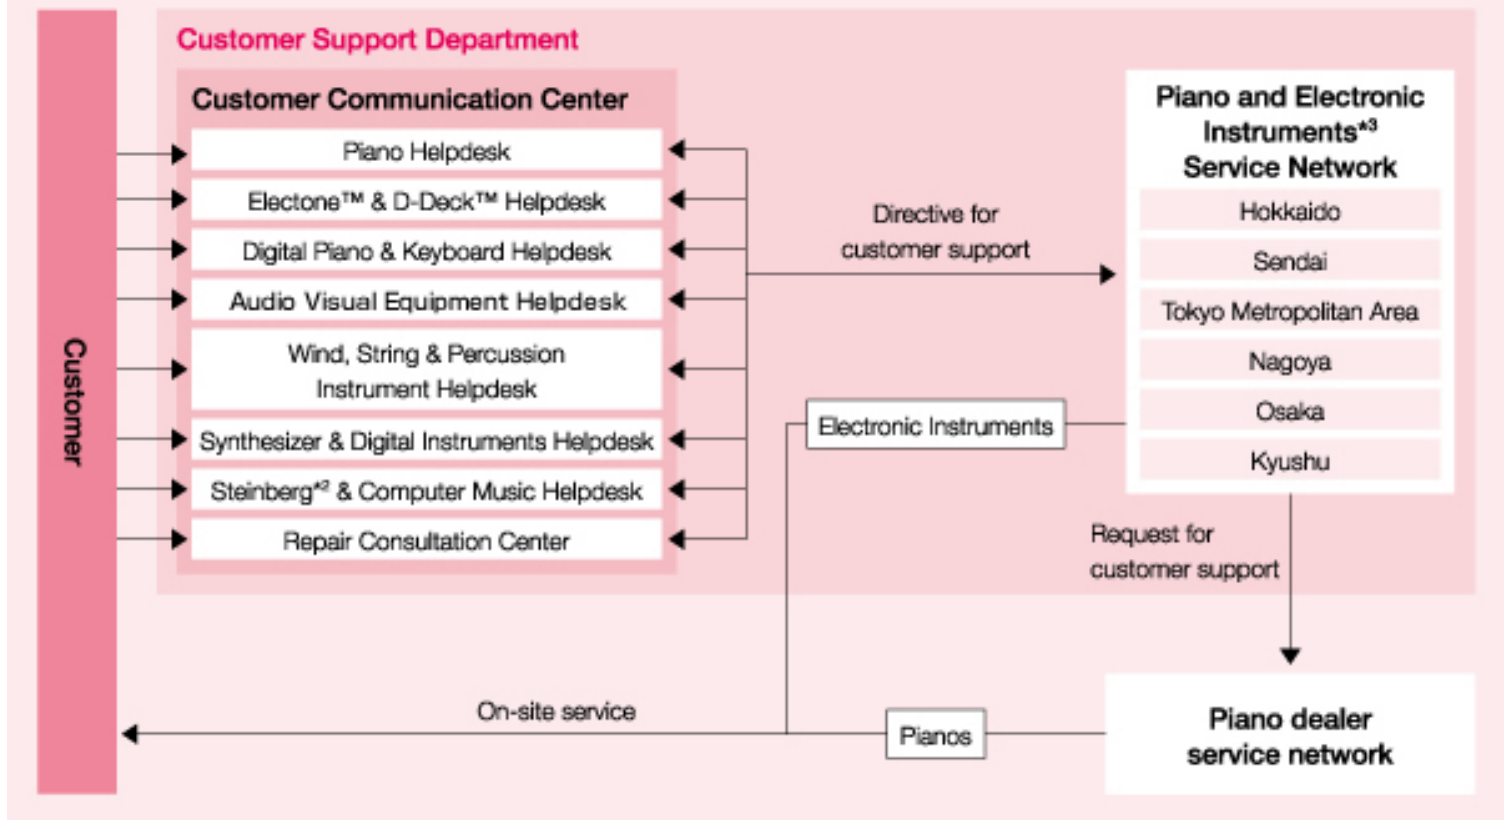 Customer
Customer Support Department
Customer Communication Center
Piano Helpdesk
Electone™ & D-Deck™ Helpdesk
Digital Piano & Keyboard Helpdesk
Audio Visual Equipment Helpdesk
Wind, String & Percussion
Instrument Helpdesk
Synthesizer & Digital Instruments Helpdesk
Steinberg*2 & Computer Music Helpdesk
Repair Consultation Center
Directive for
customer support
Piano and Electronic
Instruments*3
Service Network
Hokkaido
Sendai
Tokyo Metropolitan Area
Nagoya
Osaka
Kyushu
Electronic Instruments
Request for
customer support
On-site service
Pianos
Piano dealer
service network